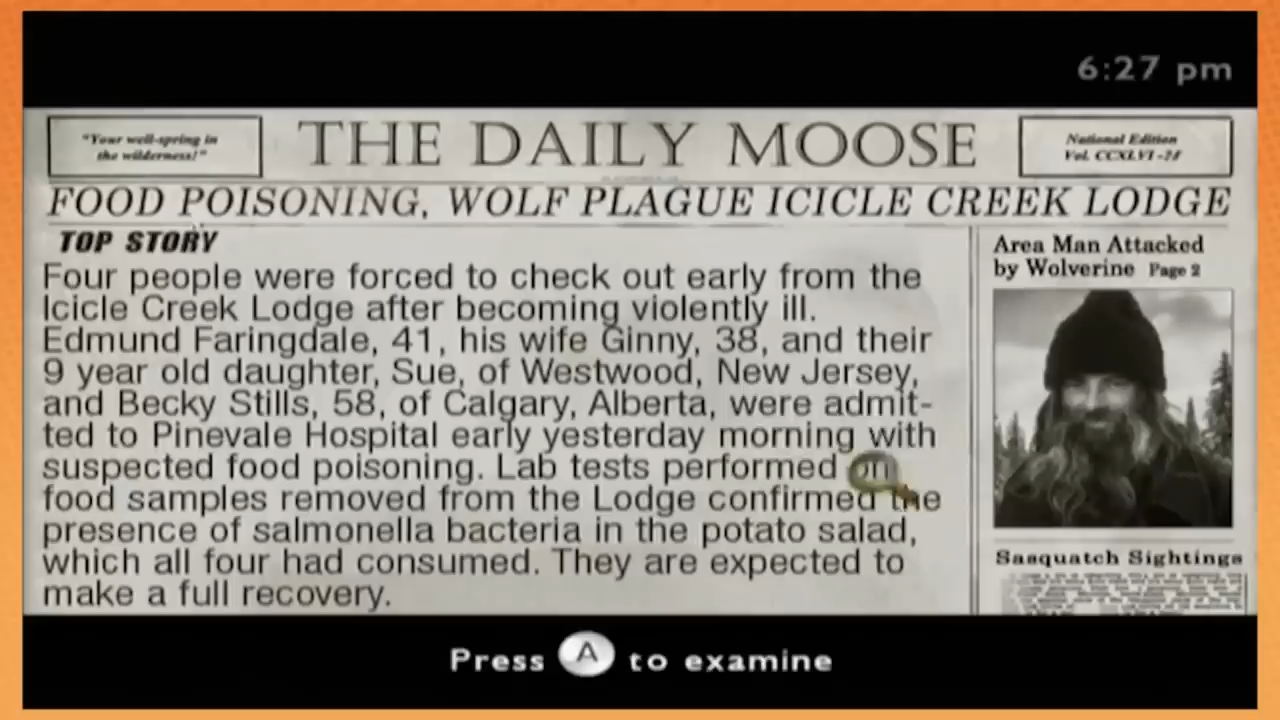 6:27 pm
"Your well-spring in
the wilderness!"
THE DAILY MOOSE
National Edition
Vol. CCXLVI-28
FOOD POISONING, WOLF PLAGUE ICICLE CREEK LODGE
TOP STORY
Four people were forced to check out early from the
Icicle Creek Lodge after becoming violently ill.
Edmund Faringdale, 41, his wife Ginny, 38, and their
9 year old daughter, Sue, of Westwood, New Jersey,
and Becky Stills, 58, of Calgary, Alberta, were admit-
ted to Pinevale Hospital early yesterday morning with
suspected food poisoning. Lab tests performed on
food samples removed from the Lodge confirmed the
presence of salmonella bacteria in the potato salad,
which all four had consumed. They are expected to
make a full recovery.
Area Man Attacked
by Wolverine Page 2
Sasquatch Sightings
Press A to examine